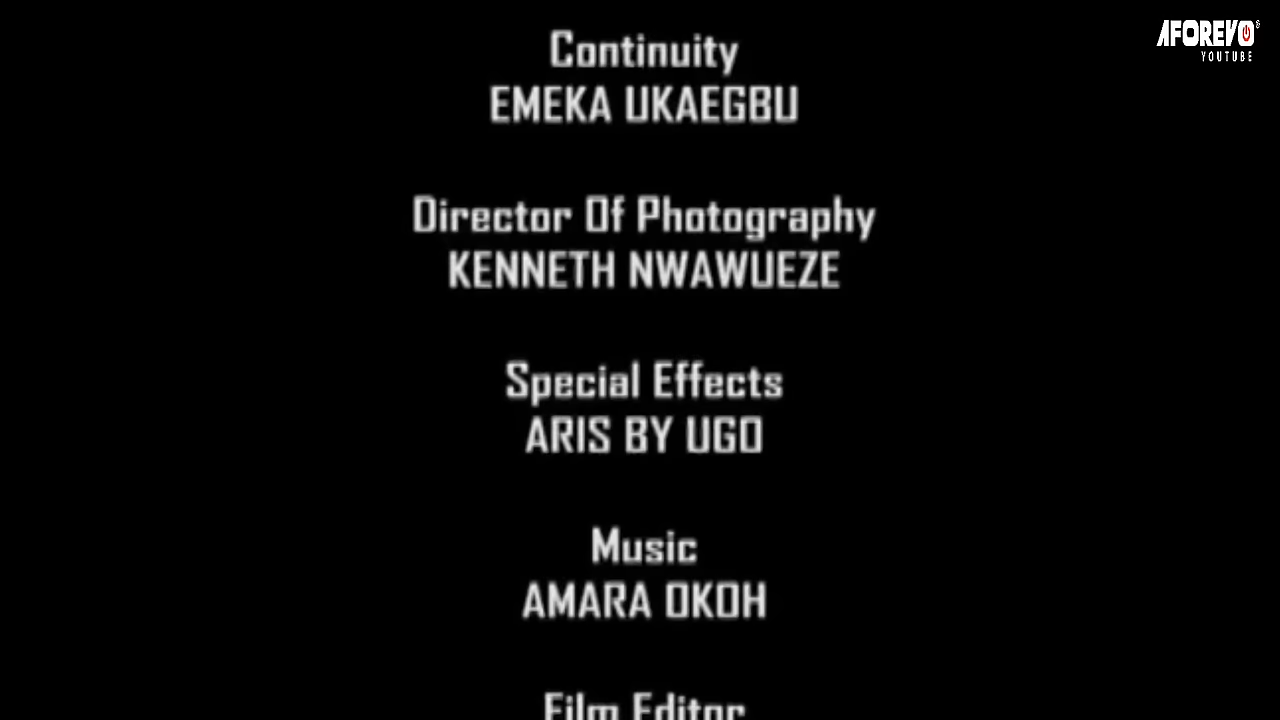 AFOREVO
YOUTUBE
Continuity
EMEKA UKAEGBU
Director Of Photography
KENNETH NWAWUEZE
Special Effects
ARIS BY UGO
Music
AMARA OKOH
Film Editor